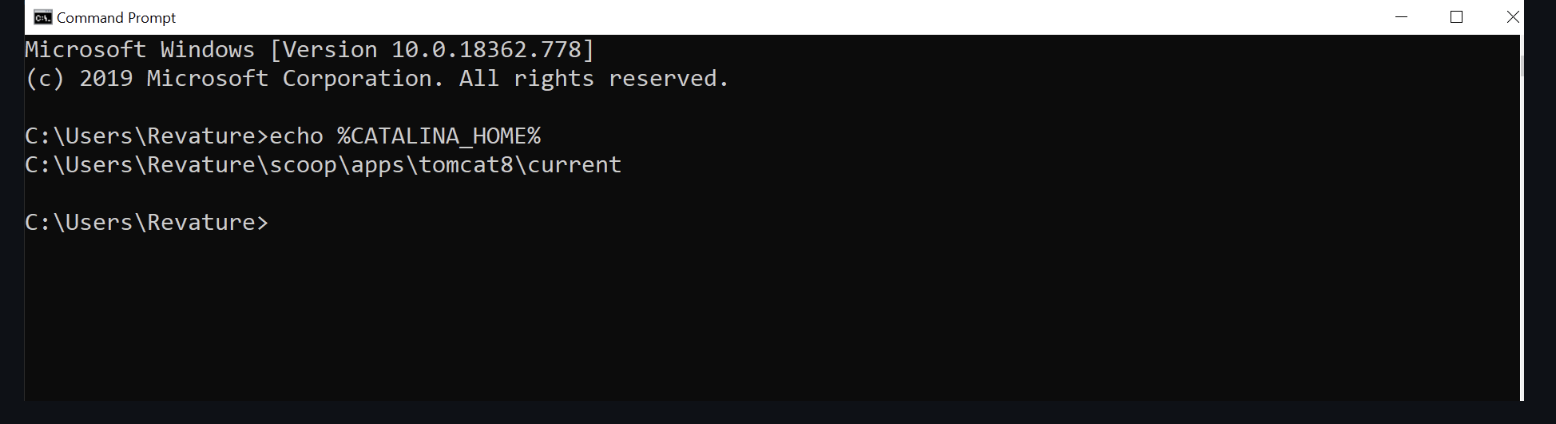 Command Prompt
Microsoft Windows [Version 10.0.18362.778]
(c) 2019 Microsoft Corporation. All rights reserved.
C:\Users\Revature>echo %CATALINA_HOME%
C:\Users\Revature\scoop\apps\tomcat8\current
C:\Users\Revature>